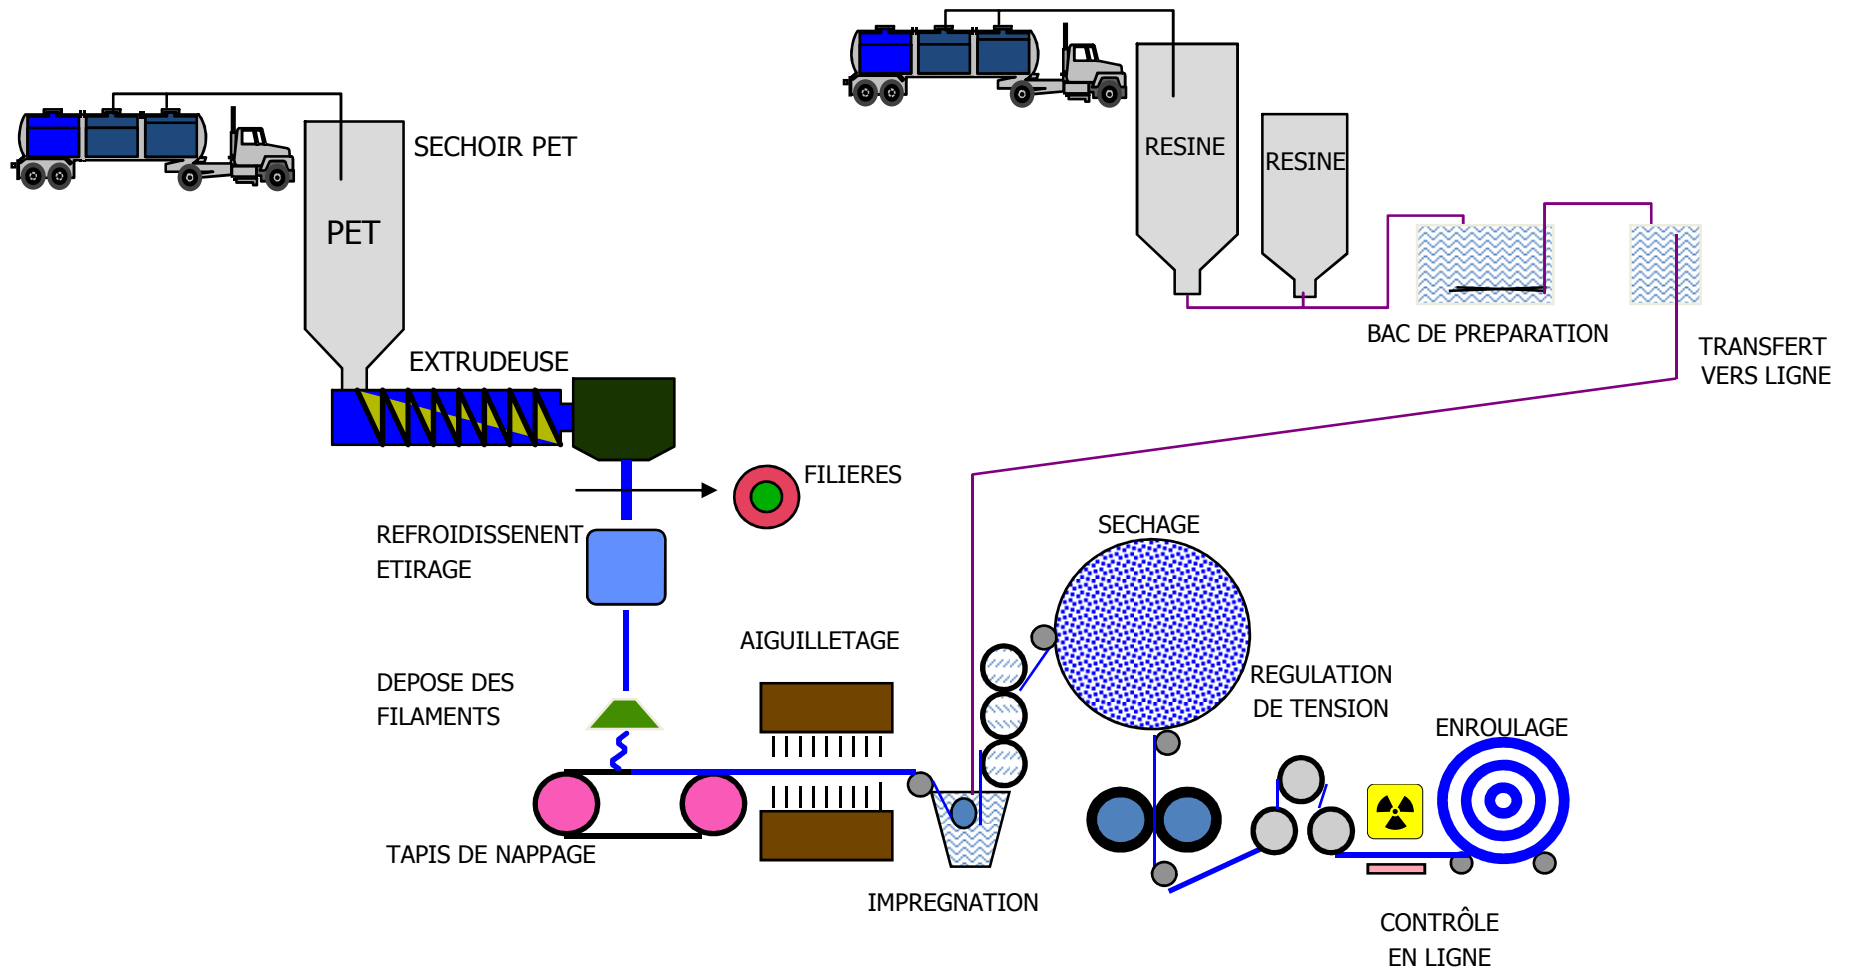 SECHOIR PET
PET
RESINE
RESINE
BAC DE PREPARATION
TRANSFERT
VERS LIGNE
EXTRUDEUSE
FILIERES
REFROIDISSENENT
ETIRAGE
SECHAGE
AIGUILLETAGE
DEPOSE DES
FILAMENTS
REGULATION
DE TENSION
ENROULAGE
TAPIS DE NAPPAGE
IMPREGNATION
CONTRÔLE
EN LIGNE